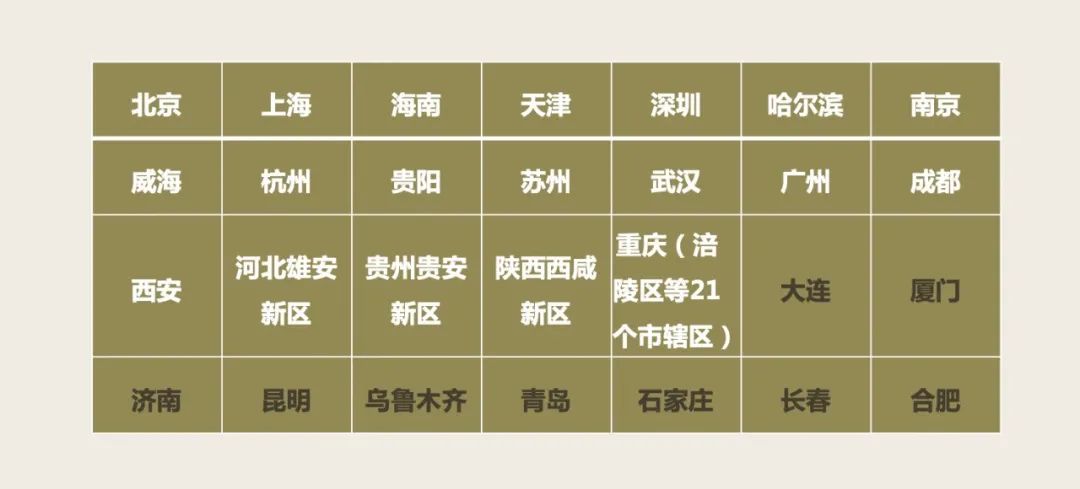 北京 上海 海南 天津 深圳 哈尔滨 南京
威海 杭州 贵阳 苏州 武汉 广州 成都
西安
河北雄安
新区
贵州贵安
新区
陕西西咸
新区
重庆（涪
陵区等21
个市辖区）
大连
厦门
济南 昆明 乌鲁木齐 青岛 石家庄 长春 合肥